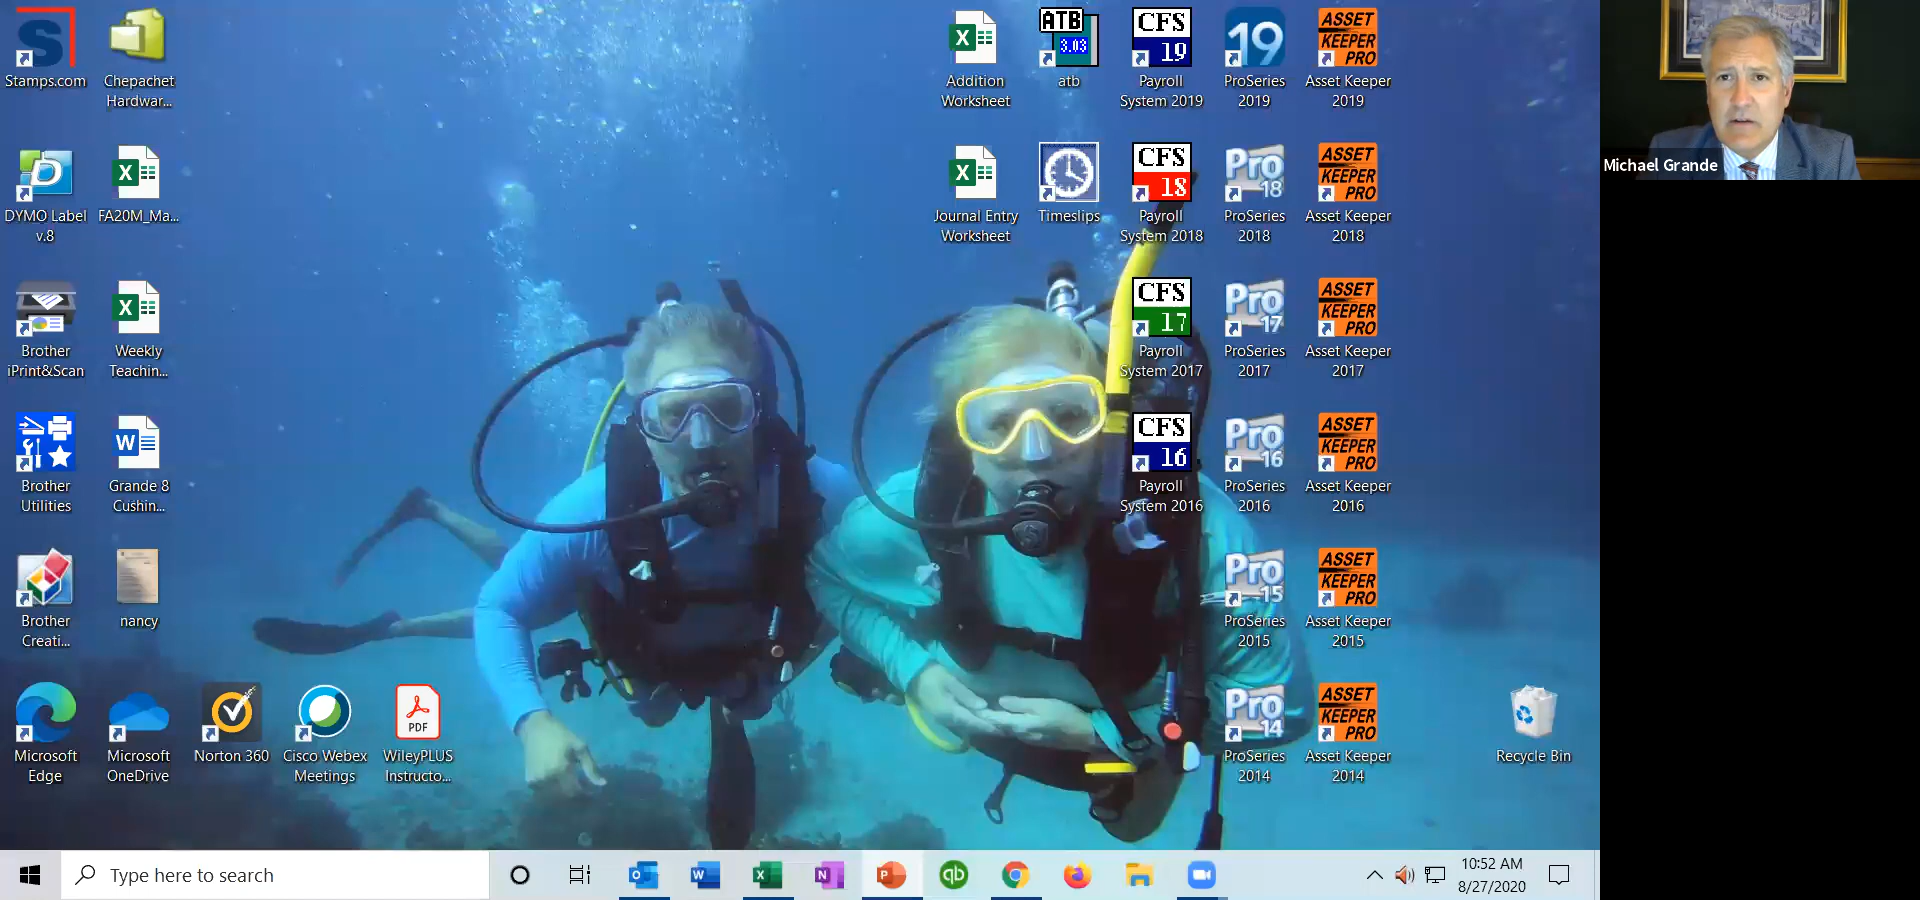 Stamps.com
Chepachet
Hardwar...
DYMO Label
v.8
FA20M_Ma...
Brother
iPrint&Scan
Weekly
Teachin...
Brother
Utilities
Grande 8
Cushin...
Brother
Creati...
nancy
Microsoft
Edge
Microsoft
OneDrive
Norton 360
Cisco Webex
Meetings
PDF
WileyPLUS
Instructo...
Addition
Worksheet
ATB
3.03
atb
CFS
19
Payroll
System 2019
19
ProSeries
2019
ASSET
KEEPER
PRO
Asset Keeper
2019
Journal Entry
Worksheet
Timeslips
CFS
18
Payroll
System 2018
Pro
18
ProSeries
2018
ASSET
KEEPER
PRO
Asset Keeper
2018
CFS
17
Payroll
System 2017
Pro
17
ProSeries
2017
ASSET
KEEPER
PRO
Asset Keeper
2017
CFS
16
Payroll
System 2016
Pro
16
ProSeries
2016
ASSET
KEEPER
PRO
Asset Keeper
2016
Pro
15
ProSeries
2015
ASSET
KEEPER
PRO
Asset Keeper
2015
Pro
14
ProSeries
2014
ASSET
KEEPER
PRO
Asset Keeper
2014
Recycle Bin
Michael Grande
Type here to search
10:52 AM
8/27/2020